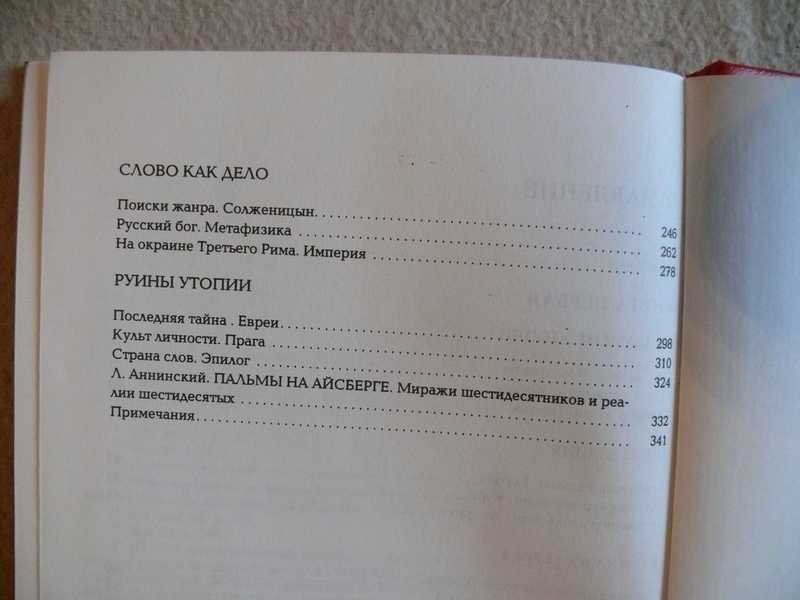 СЛОВО КАК ДЕЛО
Поиски жанра. Солженицын. 246
Русский бог. Метафизика 262
На окраине Третьего Рима. Империя 278
РУИНЫ УТОПИИ
Последняя тайна . Евреи. 298
Культ личности. Прага 310
Страна слов. Эпилог 324
Л. Аннинский. ПАЛЬМЫ НА АЙСБЕРГЕ. Миражи шестидесятников и реа-
лии шестидесятых 332
Примечания. 341